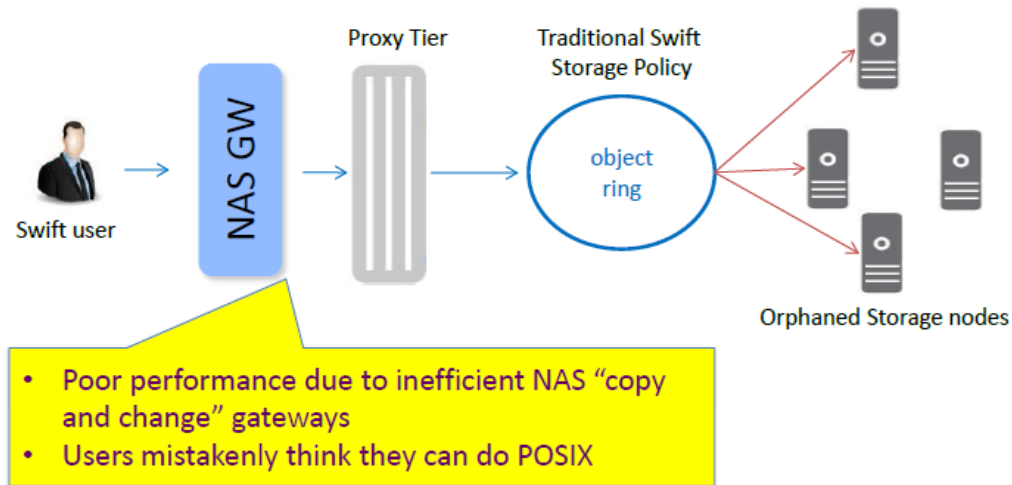 Proxy Tier
Traditional Swift
Storage Policy
NAS GW
object
ring
Swift user
Orphaned Storage nodes
• Poor performance due to inefficient NAS “copy
and change” gateways
• Users mistakenly think they can do POSIX